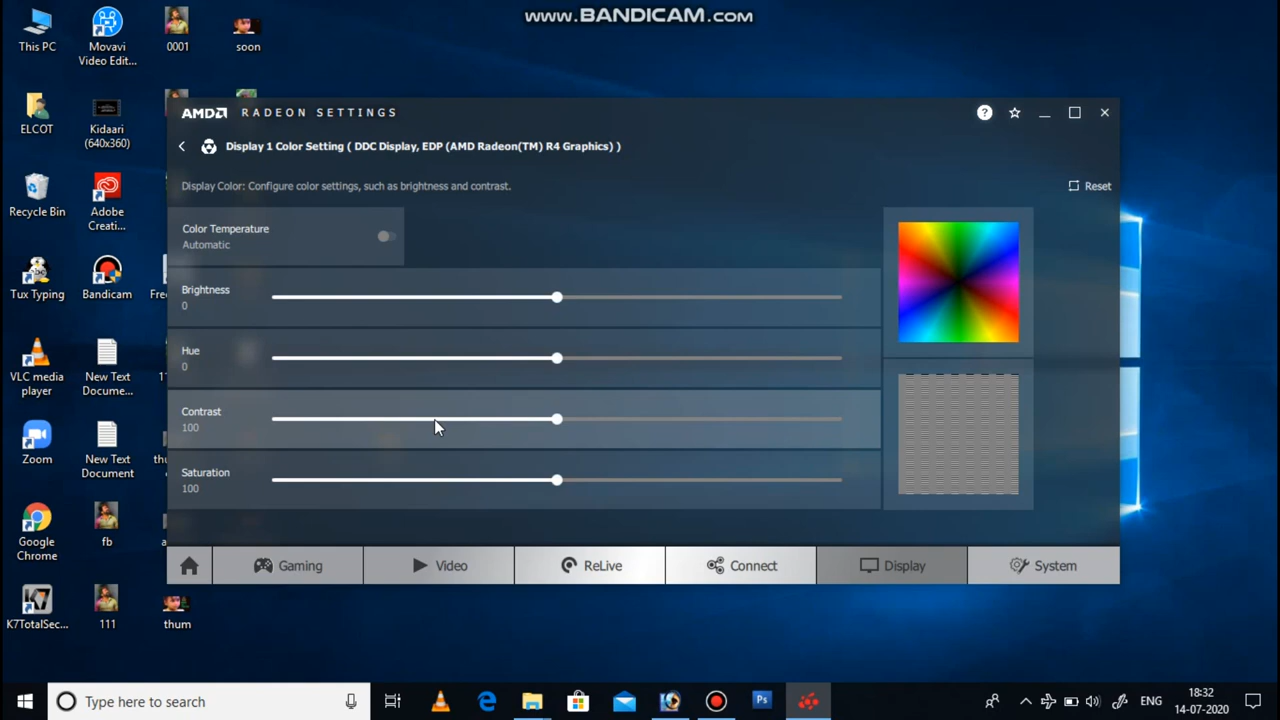 www.BANDICAM.com
This PC
Movavi
Video Edit...
0001
soon
ELCOT
Kidaari
(640x360)
Recycle Bin
Adobe
Creati...
Tux Typing
Bandicam
Fre
VLC media
player
New Text
Docume...
Zoom
New Text
Document
Google
Chrome
fb
K7TotalSec...
111
thum
AMD RADEON SETTINGS
Display 1 Color Setting ( DDC Display, EDP (AMD Radeon(TM) R4 Graphics) )
Display Color: Configure color settings, such as brightness and contrast.
Reset
Color Temperature
Automatic
Brightness
0
Hue
0
Contrast
100
Saturation
100
Gaming
Video
ReLive
Connect
Display
System
Type here to search
Ps
ENG
18:32
14-07-2020